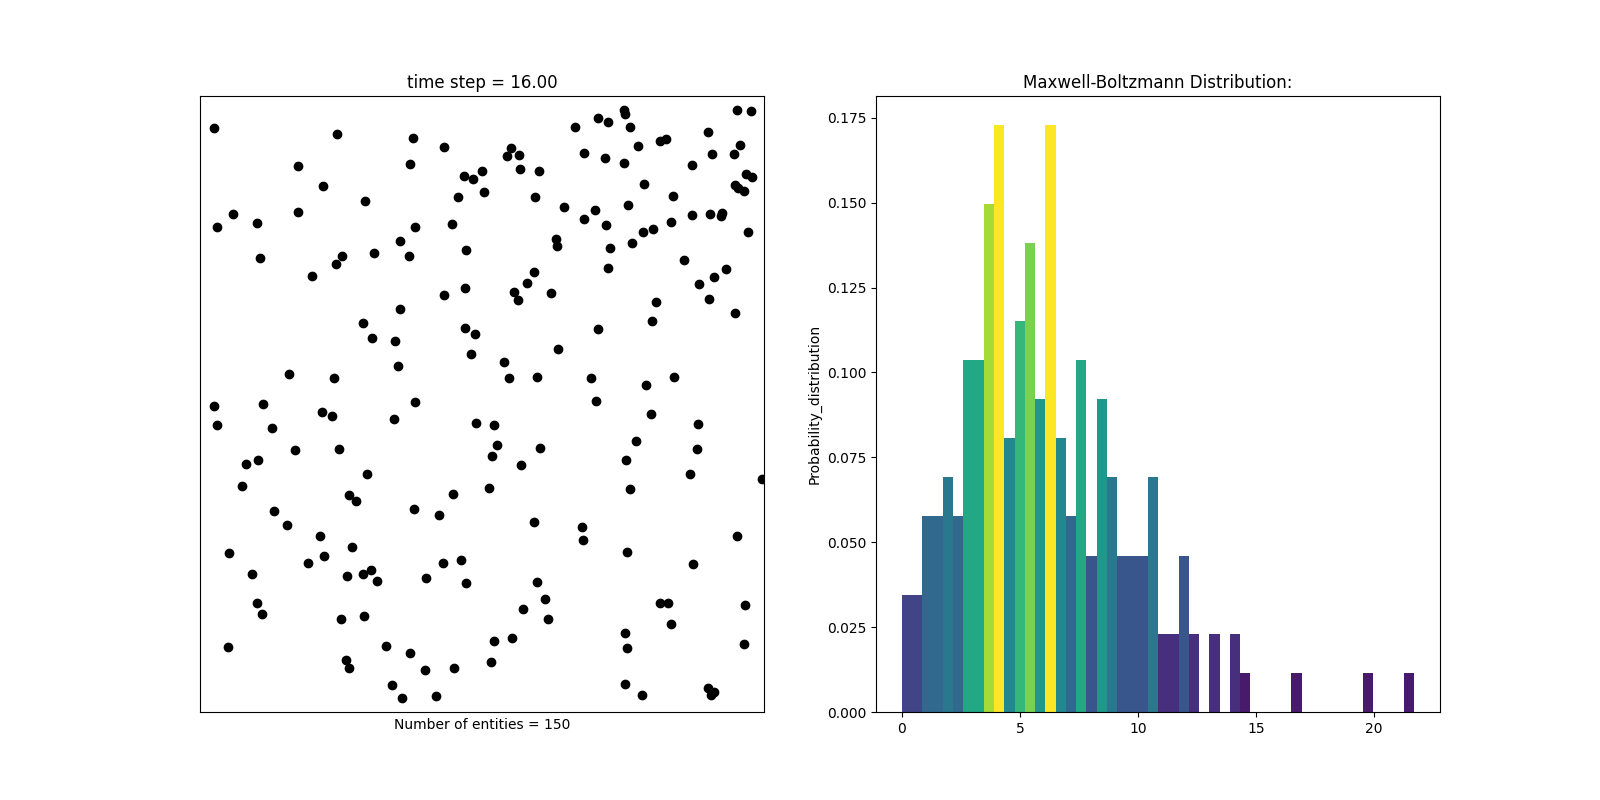 time step = 16.00
Number of entities = 150
Maxwell-Boltzmann Distribution:
Probability_distribution
0.175
0.150
0.125
0.100
0.075
0.050
0.025
0.000
0 5 10 15 20